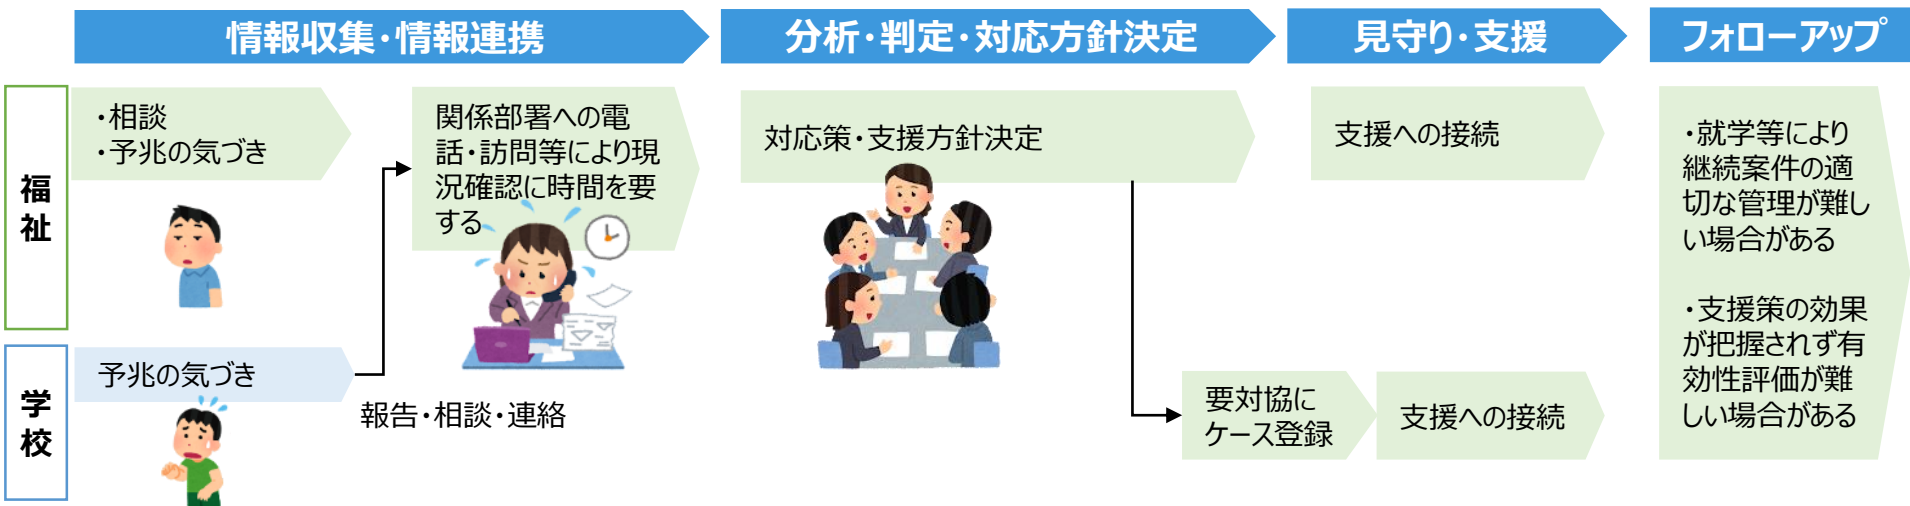 情報収集・情報連携
分析・判定・対応方針決定
見守り・支援
フォローアップ
福祉
・相談
・予兆の気づき
関係部署への電
話・訪問等により現
況確認に時間を要
する
対応策・支援方針決定
支援への接続
・就学等により
継続案件の適
切な管理が難し
い場合がある
・支援策の効果
が把握されず有
効性評価が難
しい場合がある
学校
予兆の気づき
報告・相談・連絡
要対協に
ケース登録
支援への接続